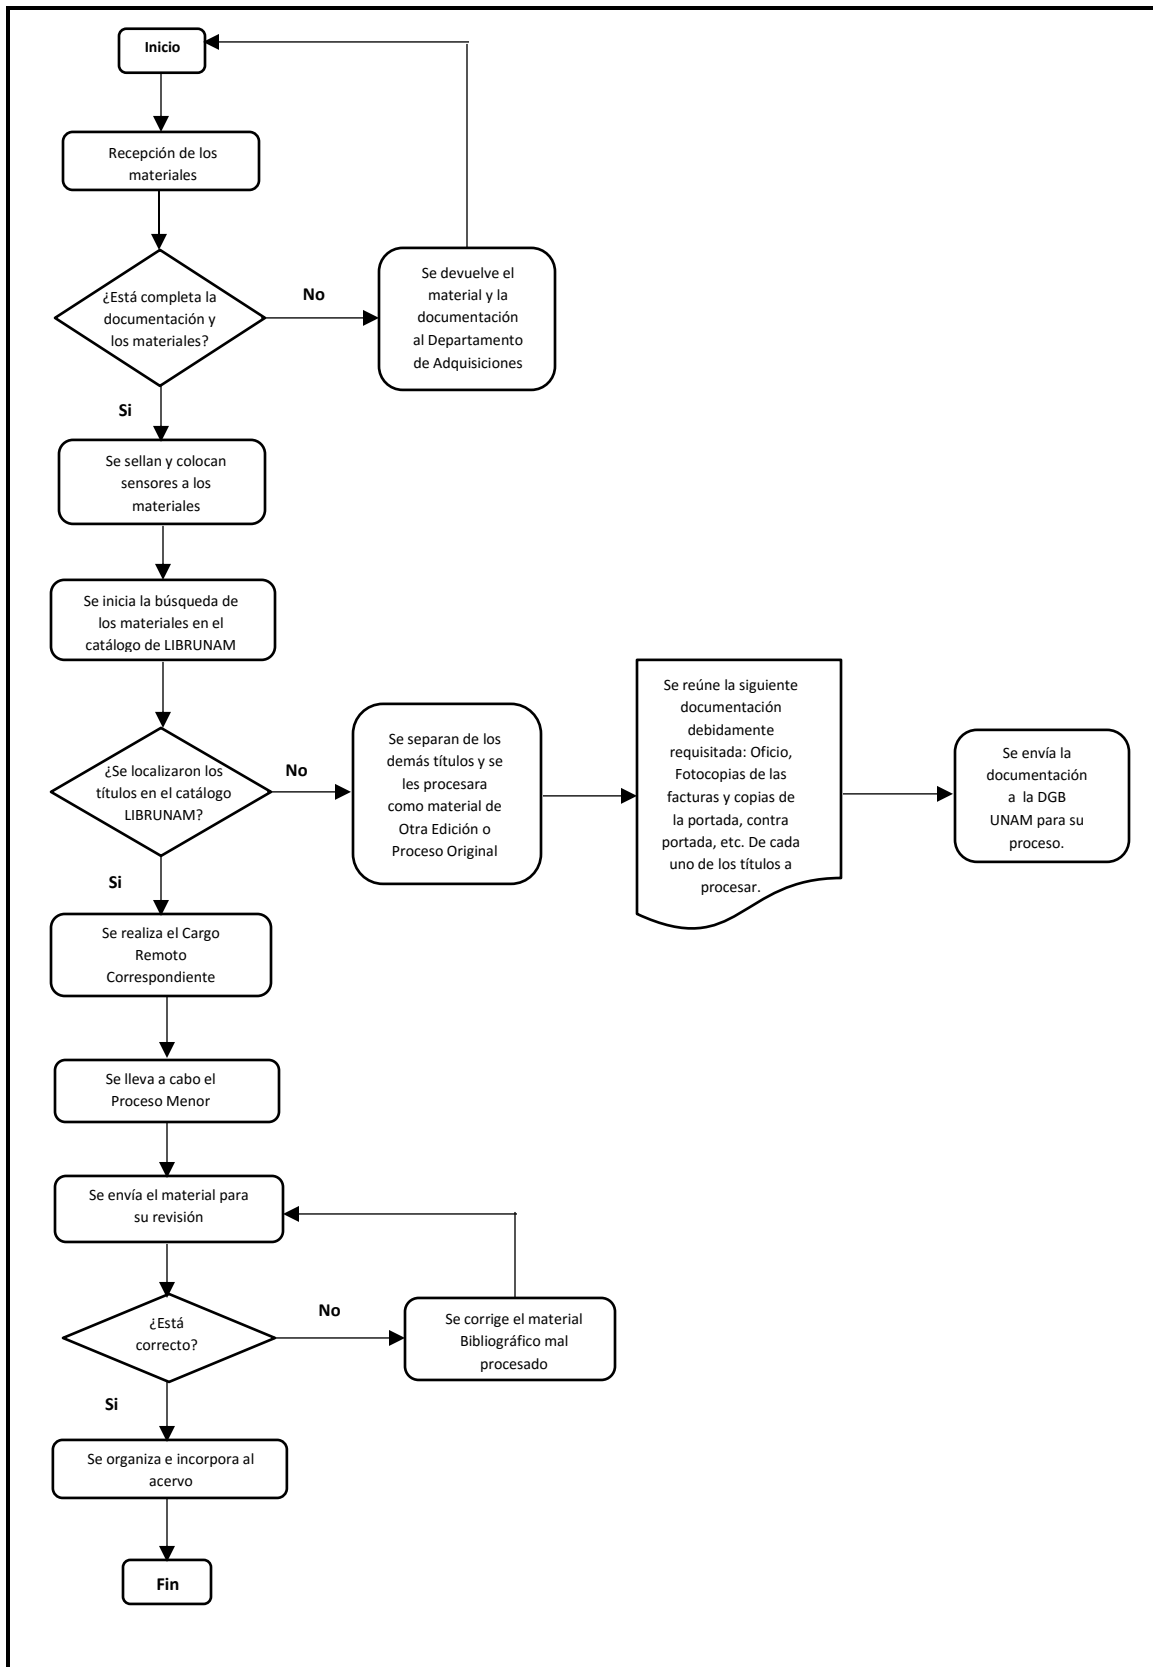 Inicio
Recepción de los
materiales
¿Está completa la
documentación y
los materiales?
No
Se devuelve el
material y la
documentación
al Departamento
de Adquisiciones
Si
Se sellan y colocan
sensores a los
materiales
Se inicia la búsqueda de
los materiales en el
catálogo de LIBRUNAM
¿Se localizaron los
títulos en el catálogo
LIBRUNAM?
No
Se separan de los
demás títulos y se
les procesara
como material de
Otra Edición o
Proceso Original
Se reúne la siguiente
documentación
debidamente
requisitada: Oficio,
Fotocopias de las
facturas y copias de
la portada, contra
portada, etc. De cada
uno de los títulos a
procesar.
Se envía la
documentación
a la DGB
UNAM para su
proceso.
Si
Se realiza el Cargo
Remoto
Correspondiente
Se lleva a cabo el
Proceso Menor
Se envía el material para
su revisión
¿Está
correcto?
No
Se corrige el material
Bibliográfico mal
procesado
Si
Se organiza e incorpora al
acervo
Fin